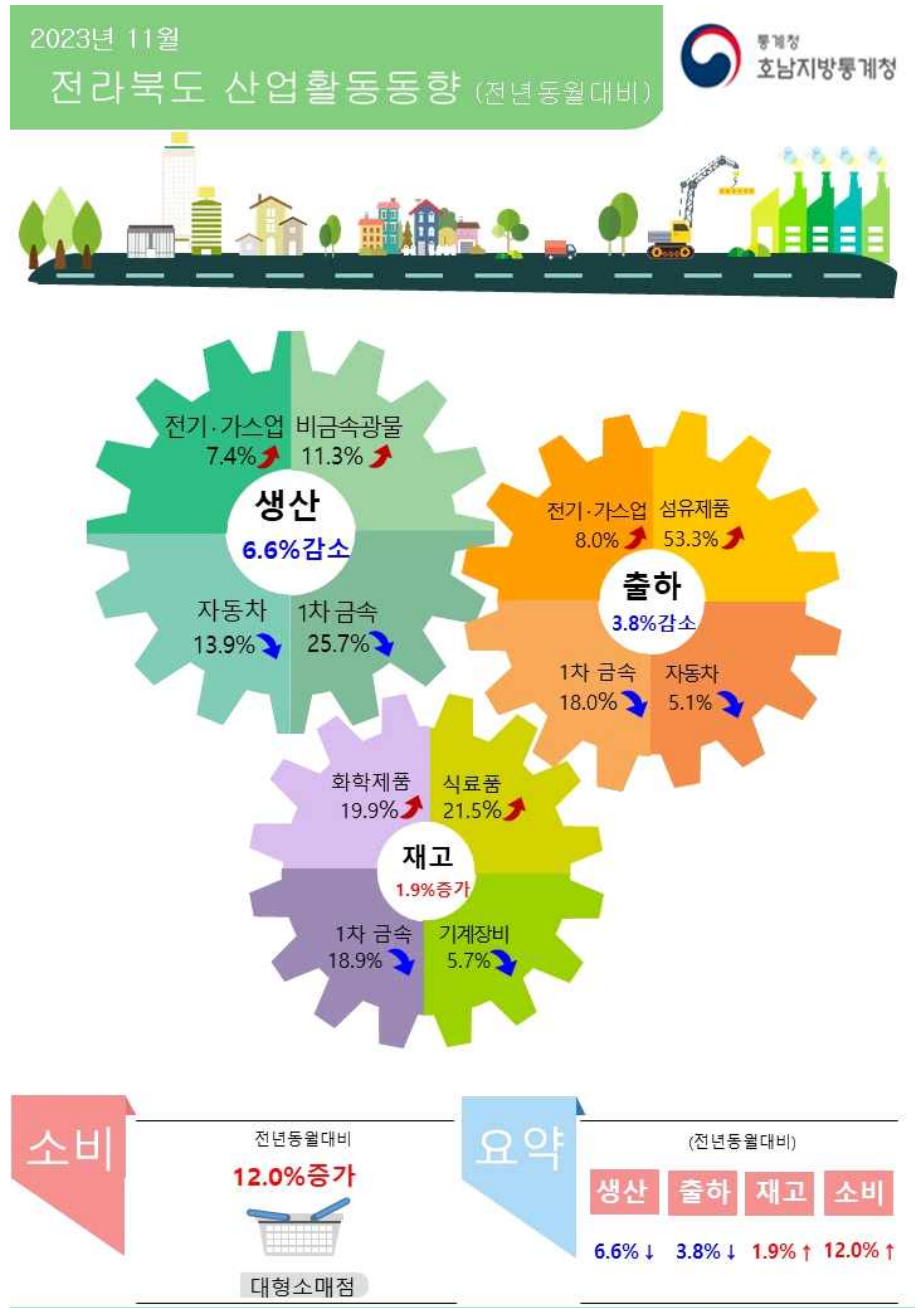 2023년 11월
전라북도 산업활동동향 (전년동월대비)
통계청
호남지방통계청
전기·가스업 비금속광물
7.4% 11.3%
생산
6.6%감소
자동차 1차 금속
13.9% 25.7%
전기·가스업 섬유제품
8.0% 53.3%
출하
3.8%감소
1차 금속 자동차
18.0% 5.1%
화학제품 식료품
19.9% 21.5%
재고
1.9%증가
1차 금속 기계장비
18.9% 5.7%
소비
전년동월대비
12.0%증가
대형소매점
요약
(전년동월대비)
생산 출하 재고 소비
6.6%↓ 3.8%↓ 1.9%↑ 12.0%↑